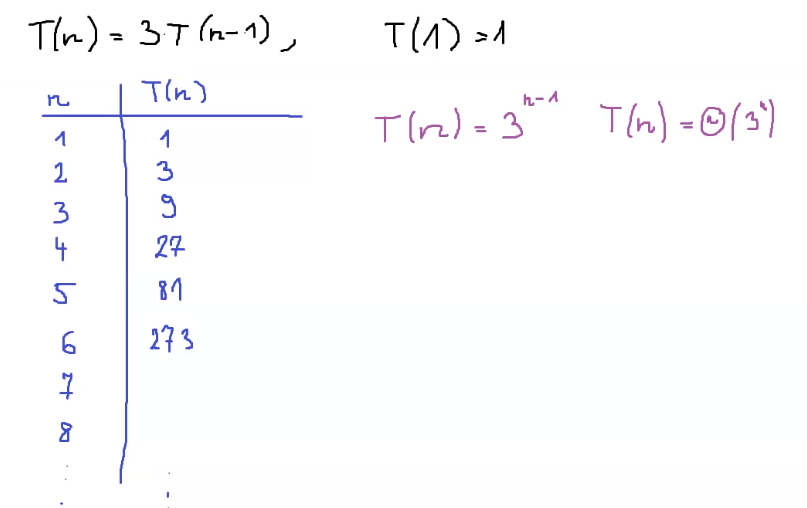 T(n) = 3·T(n-1), T(1) = 1
n T(n)
T(n) = 3^{n-1} T(n) = Θ(3^n)
1 1
2 3
3 9
4 27
5 81
6 273
7
8